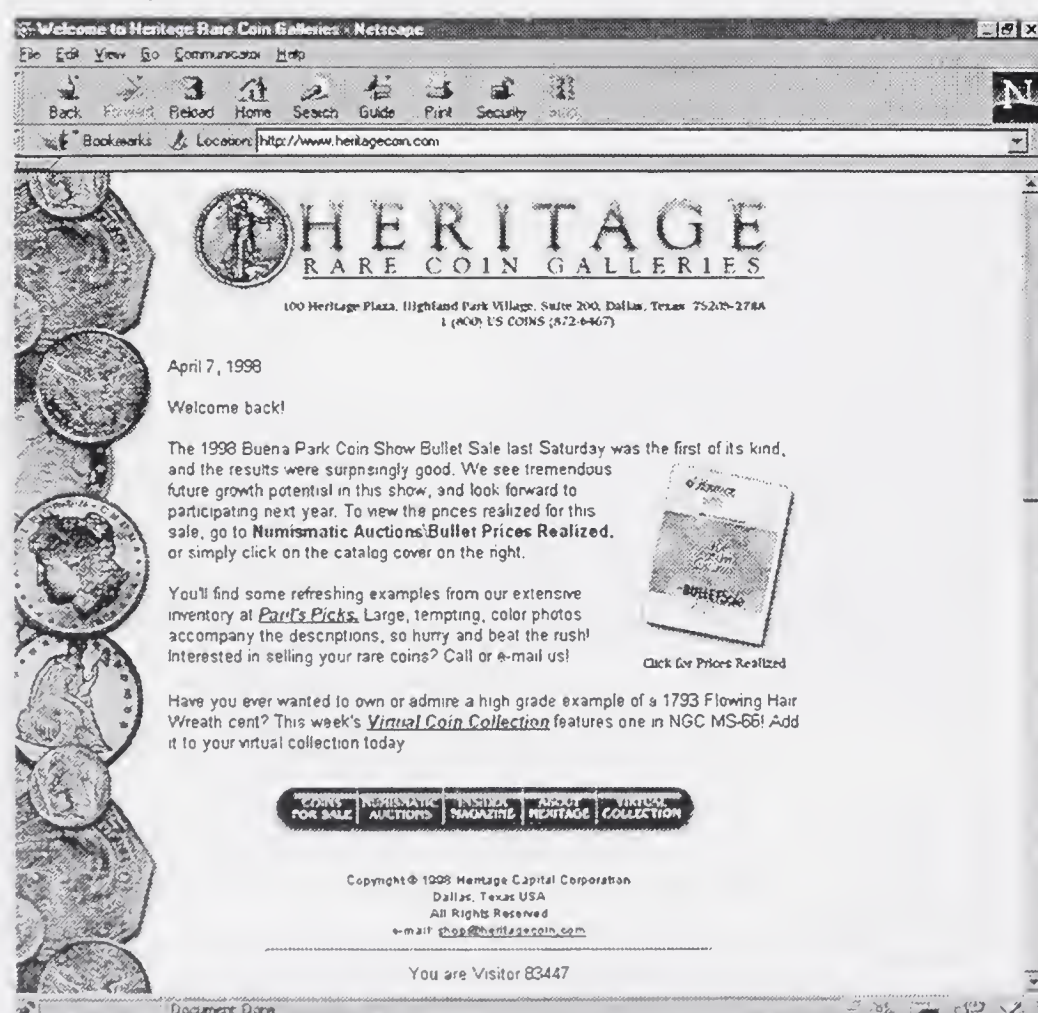 Welcome to Heritage Rare Coin Galleries - Netscape
File Edit View Go Communicator Help
Back Forward Reload Home Search Guide Print Security Stop
N
Bookmarks Location: http://www.heritagecoin.com
HERITAGE
RARE COIN GALLERIES
100 Heritage Plaza, Highland Park Village, Suite 200, Dallas, Texas 75205-2788
1 (800) US COINS (872-6467)
April 7, 1998
Welcome back!
The 1998 Buena Park Coin Show Bullet Sale last Saturday was the first of its kind,
and the results were surprisingly good. We see tremendous
future growth potential in this show, and look forward to
participating next year. To view the prices realized for this
sale, go to Numismatic Auctions\Bullet Prices Realized,
or simply click on the catalog cover on the right.
You'll find some refreshing examples from our extensive
inventory at Paul's Picks. Large, tempting, color photos
accompany the descriptions, so hurry and beat the rush!
Interested in selling your rare coins? Call or e-mail us!
Click for Prices Realized
Have you ever wanted to own or admire a high grade example of a 1793 Flowing Hair
Wreath cent? This week's Virtual Coin Collection features one in NGC MS-66! Add
it to your virtual collection today
COINS FOR SALE NUMISMATIC AUCTIONS INSIDER MAGAZINE ABOUT HERITAGE VIRTUAL COLLECTION
Copyright © 1998 Heritage Capital Corporation
Dallas, Texas USA
All Rights Reserved
e-mail: shop@heritagecoin.com
You are Visitor 83447
Document: Done